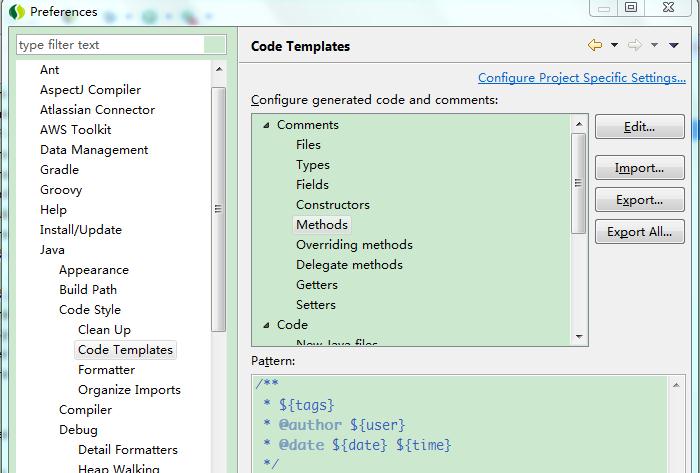 Preferences
type filter text
Ant
AspectJ Compiler
Atlassian Connector
AWS Toolkit
Data Management
Gradle
Groovy
Help
Install/Update
Java
Appearance
Build Path
Code Style
Clean Up
Code Templates
Formatter
Organize Imports
Compiler
Debug
Detail Formatters
Heap Walking
Code Templates
Configure Project Specific Settings...
Configure generated code and comments:
Comments
Files
Types
Fields
Constructors
Methods
Overriding methods
Delegate methods
Getters
Setters
Code
New Java files
Edit...
Import...
Export...
Export All...
Pattern:
/**
* ${tags}
* @author ${user}
* @date ${date} ${time}
*/